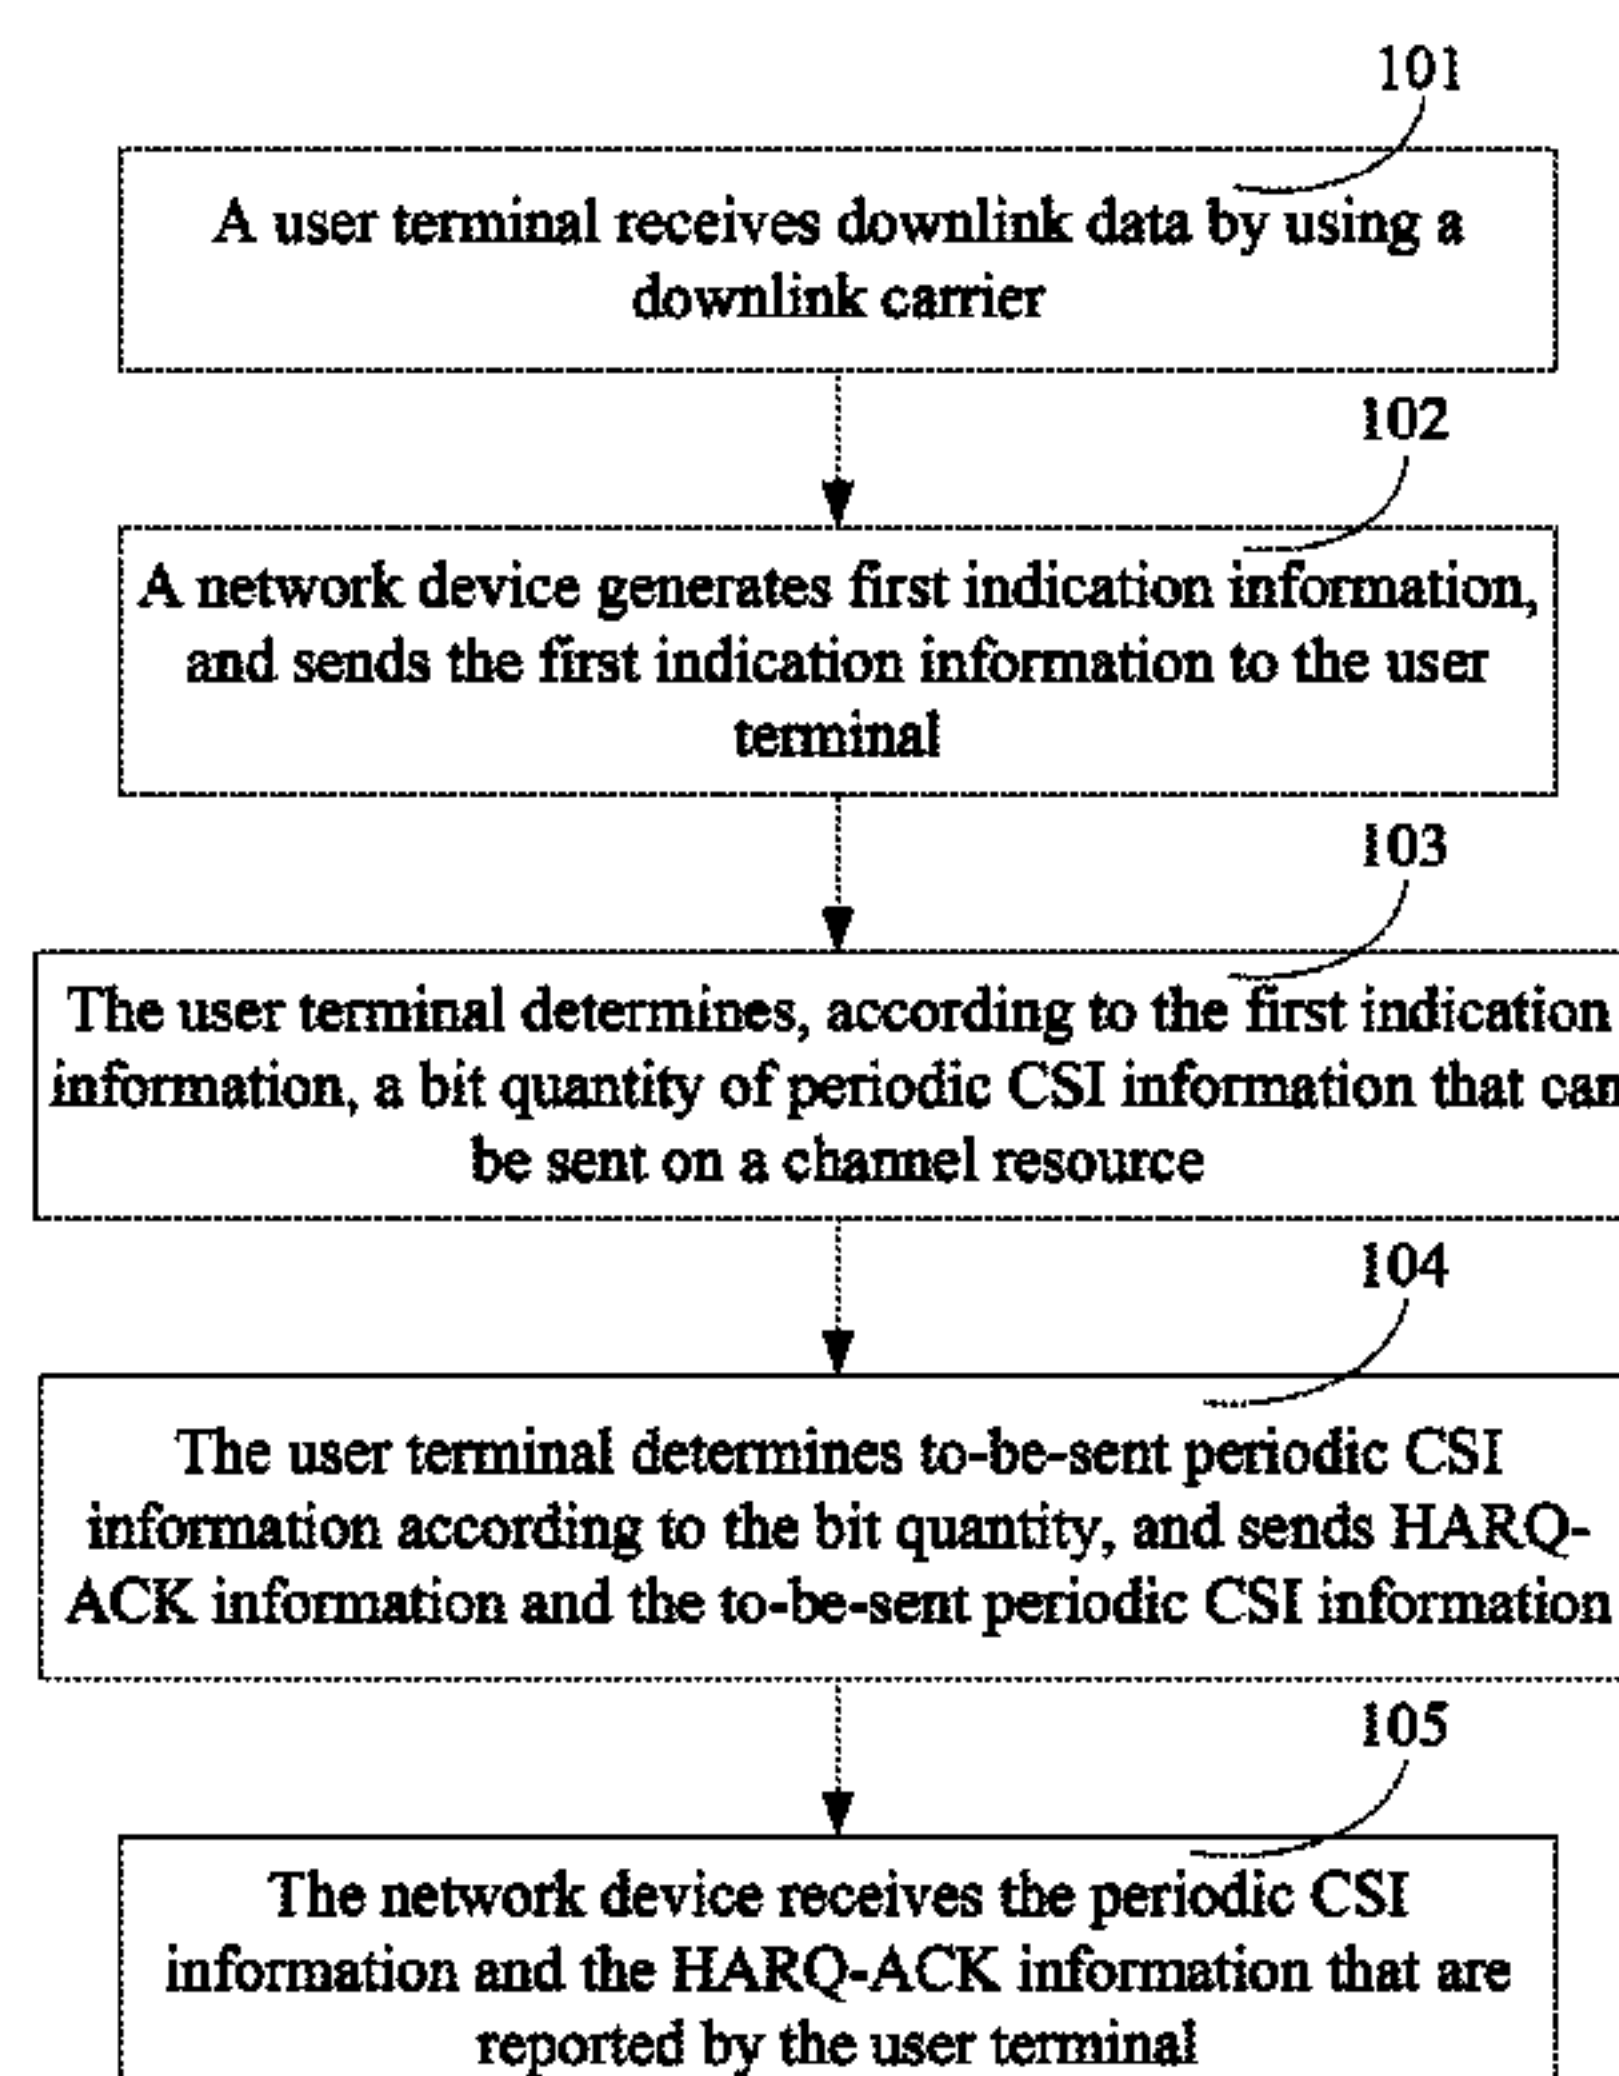 101
A user terminal receives downlink data by using a
downlink carrier
102
A network device generates first indication information,
and sends the first indication information to the user
terminal
103
The user terminal determines, according to the first indication
information, a bit quantity of periodic CSI information that can
be sent on a channel resource
104
The user terminal determines to-be-sent periodic CSI
information according to the bit quantity, and sends HARQ-
ACK information and the to-be-sent periodic CSI information
105
The network device receives the periodic CSI
information and the HARQ-ACK information that are
reported by the user terminal